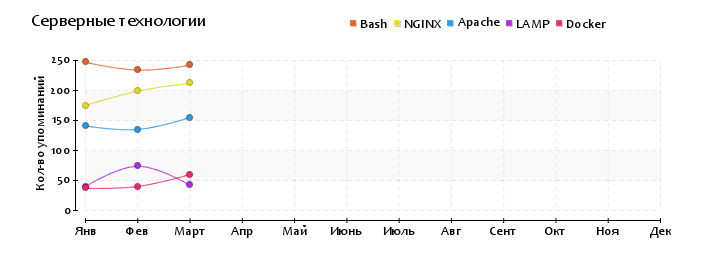 Серверные технологии
Bash NGINX Apache LAMP Docker
Кол-во упоминаний
250
200
150
100
50
0
Янв Фев Март Апр Май Июнь Июль Авг Сент Окт Ноя Дек